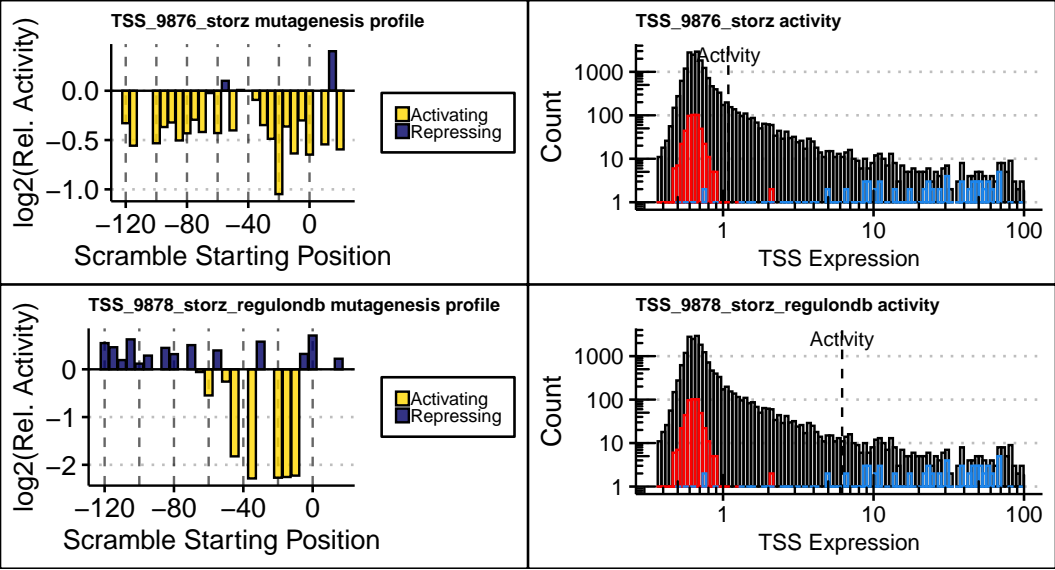 TSS_9876_storz mutagenesis profile
log2(Rel. Activity)
0.0
−0.5
−1.0
−120
−80
−40
0
Scramble Starting Position
Activating
Repressing
TSS_9876_storz activity
Activity
Count
1000
100
10
1
1
10
100
TSS Expression
TSS_9878_storz_regulondb mutagenesis profile
log2(Rel. Activity)
0
−1
−2
−120
−80
−40
0
Scramble Starting Position
Activating
Repressing
TSS_9878_storz_regulondb activity
Activity
Count
1000
100
10
1
1
10
100
TSS Expression